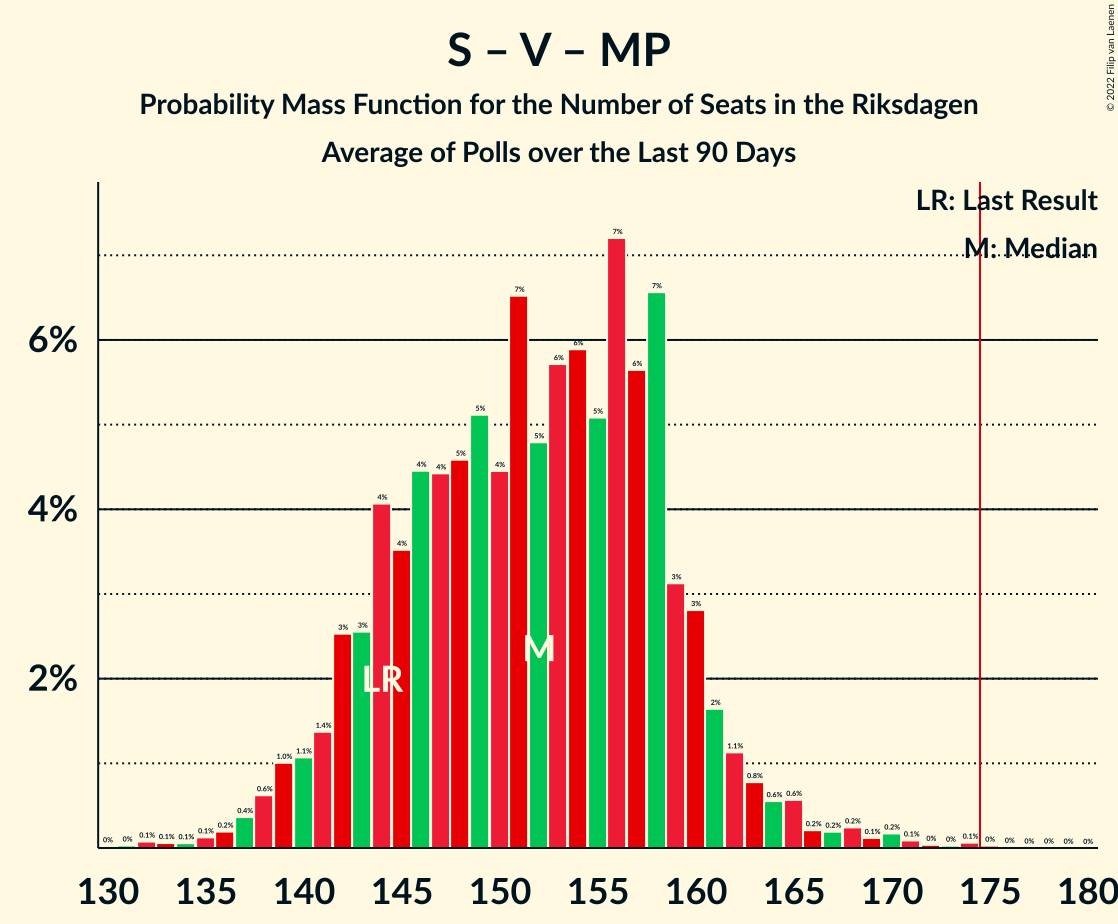 S – V – MP
Probability Mass Function for the Number of Seats in the Riksdagen
Average of Polls over the Last 90 Days
© 2022 Filip van Laenen
LR: Last Result
M: Median
6%
4%
2%
0% 0% 0.1% 0.1% 0.1% 0.1% 0.2% 0.4% 0.6% 1.0% 1.1% 1.4% 3% 3% 4% 4% 4% 4% 5% 5% 4% 7% 5% 6% 6% 5% 7% 6% 7% 3% 3% 2% 1.1% 0.8% 0.6% 0.6% 0.2% 0.2% 0.2% 0.1% 0.2% 0.1% 0% 0% 0.1% 0% 0% 0% 0% 0% 0%
LR
M
130 135 140 145 150 155 160 165 170 175 180